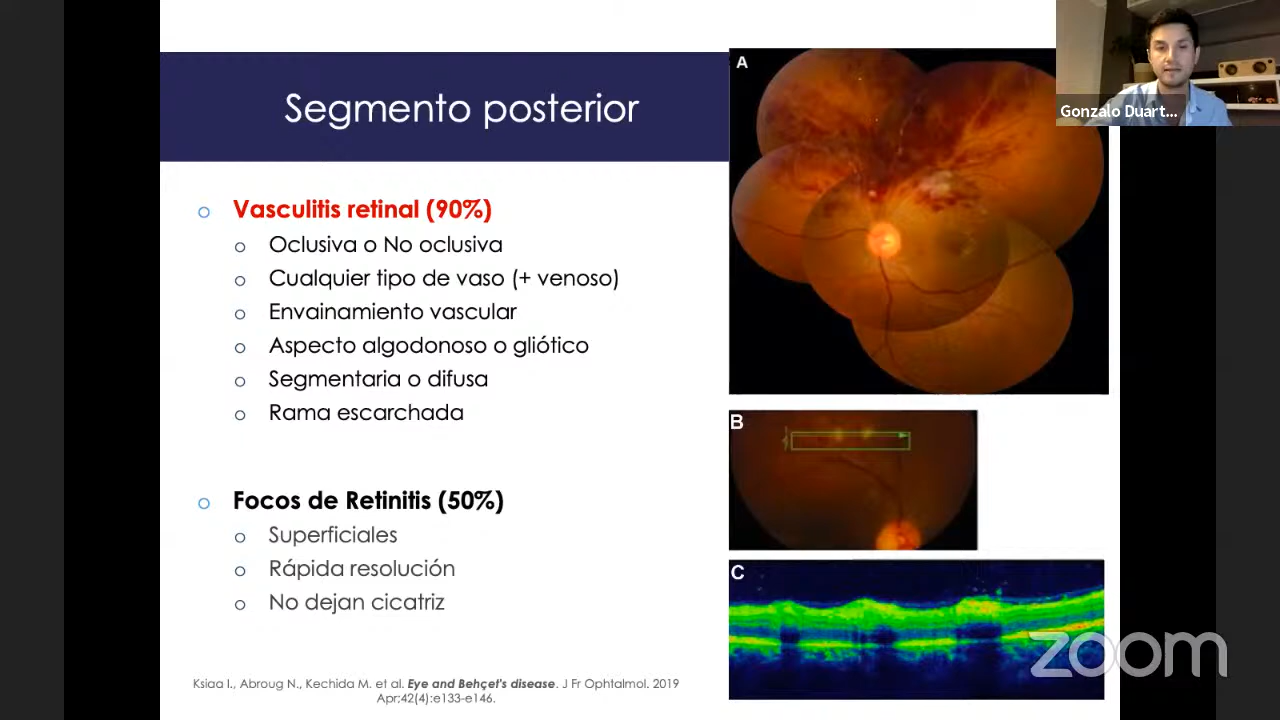 Segmento posterior
Vasculitis retinal (90%)
Oclusiva o No oclusiva
Cualquier tipo de vaso (+ venoso)
Envainamiento vascular
Aspecto algodonoso o gliótico
Segmentaria o difusa
Rama escarchada
Focos de Retinitis (50%)
Superficiales
Rápida resolución
No dejan cicatriz
Ksiaa I., Abroug N., Kechida M. et al. Eye and Behçet's disease. J Fr Ophtalmol. 2019
Apr;42(4):e133-e146.
A
B
C
Gonzalo Duart...
zoom